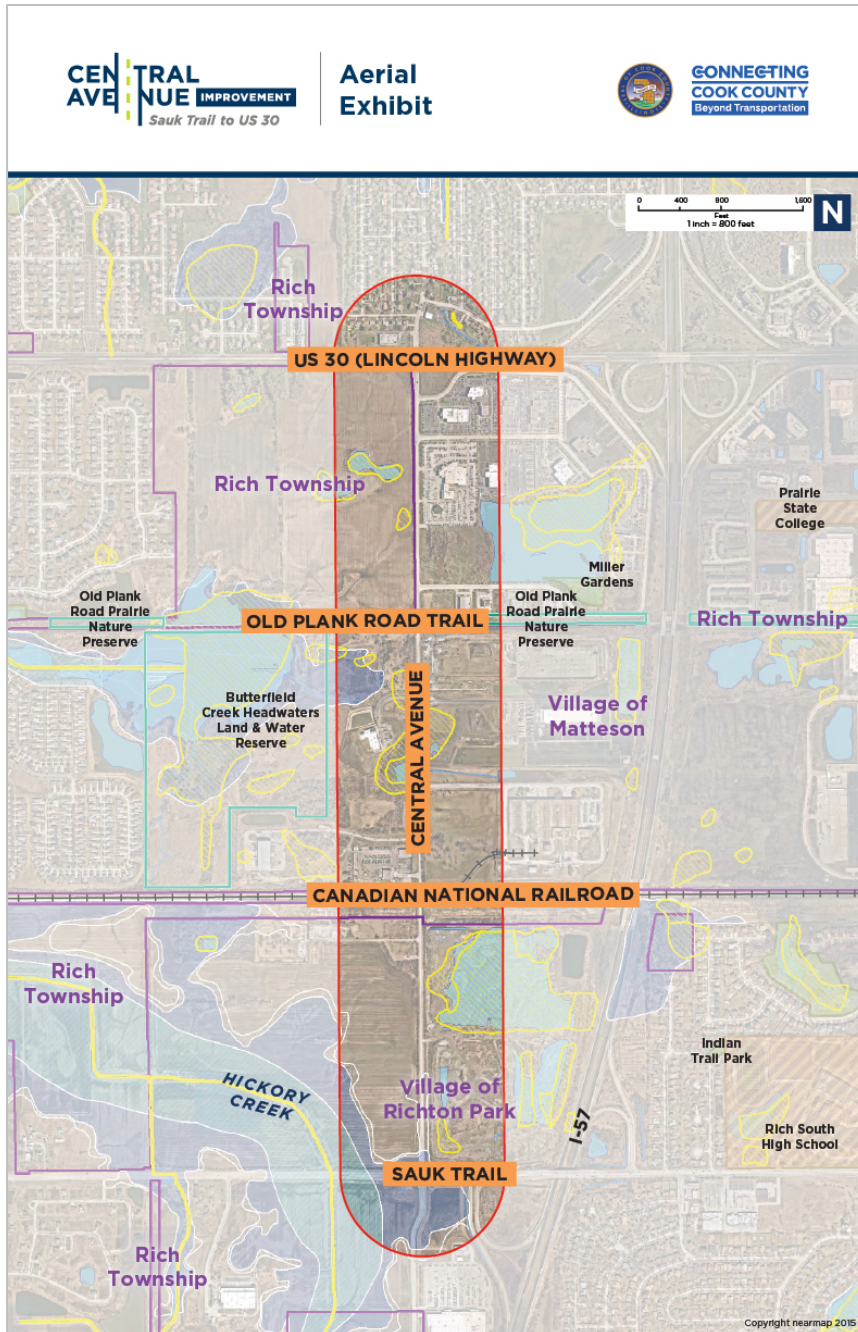 CENTRAL
AVENUE IMPROVEMENT
Sauk Trail to US 30
Aerial
Exhibit
CONNECTING
COOK COUNTY
Beyond Transportation
0 400 800 1,600
Feet
1 inch = 800 feet
N
Rich
Township
US 30 (LINCOLN HIGHWAY)
Rich Township
Prairie
State
College
Miller
Gardens
Old Plank
Road Prairie
Nature
Preserve
OLD PLANK ROAD TRAIL
Old Plank
Road Prairie
Nature
Preserve
Rich Township
Butterfield
Creek Headwaters
Land & Water
Reserve
CENTRAL AVENUE
Village of
Matteson
CANADIAN NATIONAL RAILROAD
Rich
Township
HICKORY
CREEK
Village of
Richton Park
I-57
Indian
Trail Park
Rich South
High School
SAUK TRAIL
Rich
Township
Copyright nearmap 2015